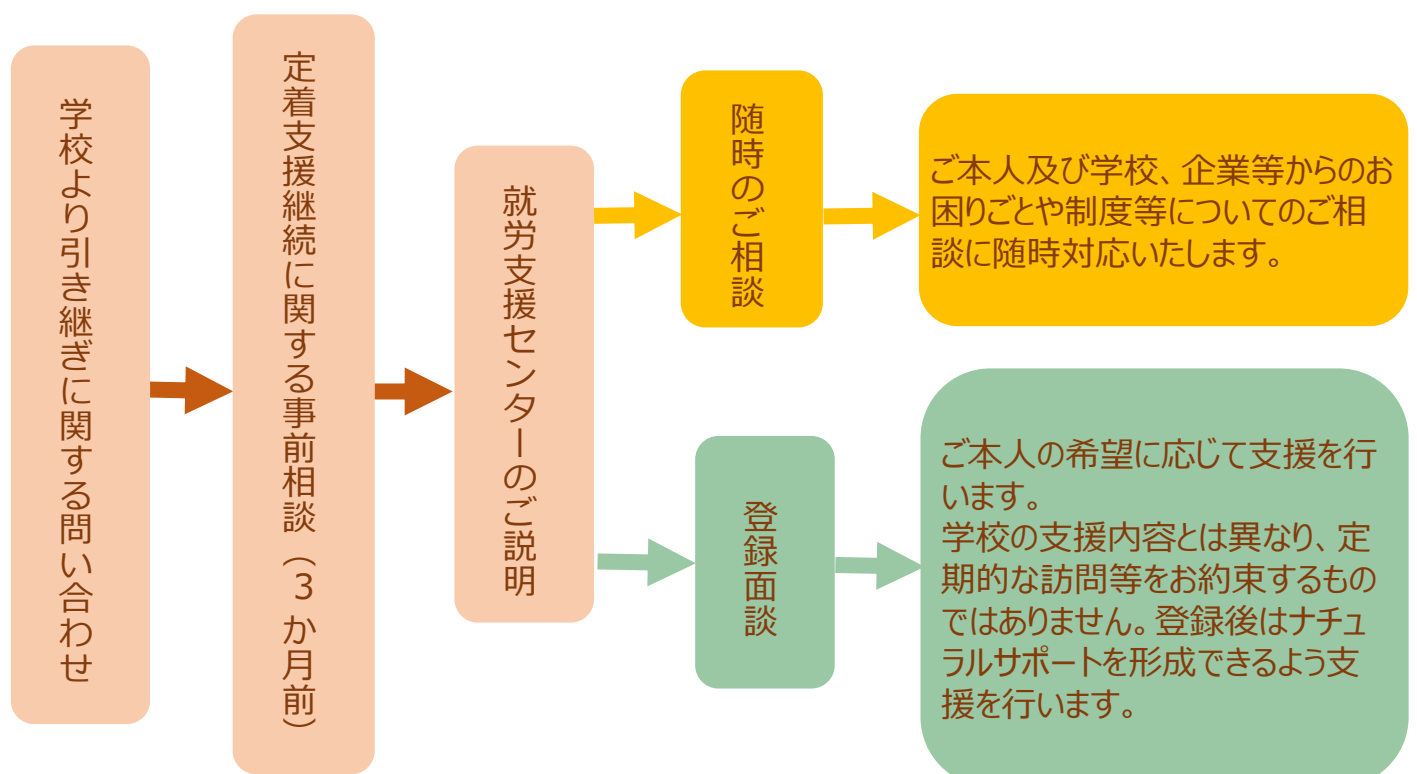 学校より引き継ぎに関する問い合わせ
定着支援継続に関する事前相談（３か月前）
就労支援センターのご説明
随時のご相談
ご本人及び学校、企業等からのお
困りごとや制度等についてのご相
談に随時対応いたします。
登録面談
ご本人の希望に応じて支援を行
います。
学校の支援内容とは異なり、定
期的な訪問等をお約束するもの
ではありません。登録後はナチュ
ラルサポートを形成できるよう支
援を行います。